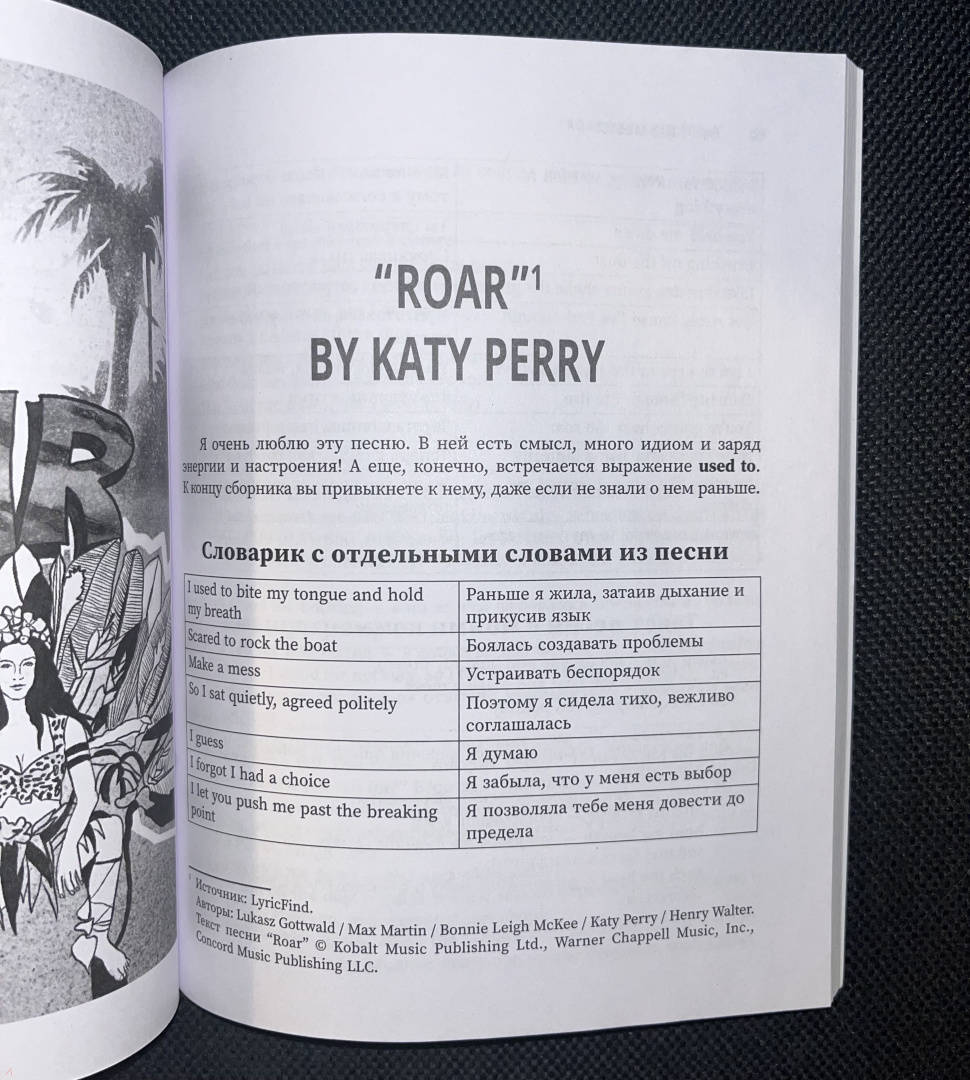 “ROAR”¹
BY KATY PERRY
Я очень люблю эту песню. В ней есть смысл, много идиом и заряд
энергии и настроения! А еще, конечно, встречается выражение used to.
К концу сборника вы привыкнете к нему, даже если не знали о нем раньше.
Словарик с отдельными словами из песни
I used to bite my tongue and hold
my breath
Раньше я жила, затаив дыхание и
прикусив язык
Scared to rock the boat
Боялась создавать проблемы
Make a mess
Устраивать беспорядок
So I sat quietly, agreed politely
Поэтому я сидела тихо, вежливо
соглашалась
I guess
Я думаю
I forgot I had a choice
Я забыла, что у меня есть выбор
I let you push me past the breaking
point
Я позволяла тебе меня довести до
предела
¹ Источник: LyricFind.
Авторы: Lukasz Gottwald / Max Martin / Bonnie Leigh McKee / Katy Perry / Henry Walter.
Текст песни “Roar” © Kobalt Music Publishing Ltd., Warner Chappell Music, Inc.,
Concord Music Publishing LLC.